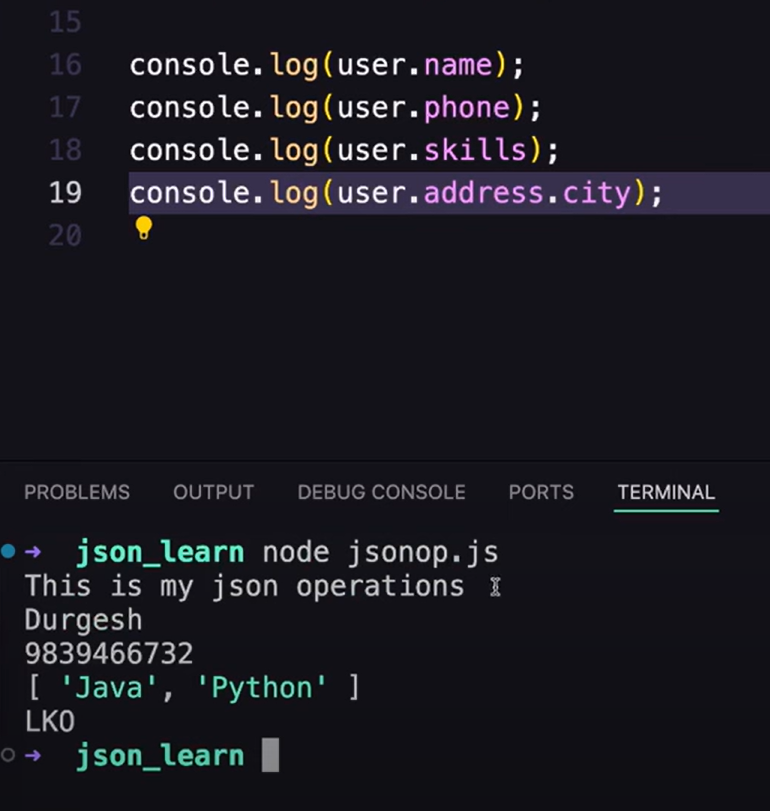 15
16 console.log(user.name);
17 console.log(user.phone);
18 console.log(user.skills);
19 console.log(user.address.city);
20
PROBLEMS OUTPUT DEBUG CONSOLE PORTS TERMINAL
➜ json_learn node jsonop.js
This is my json operations
Durgesh
9839466732
[ 'Java', 'Python' ]
LKO
➜ json_learn